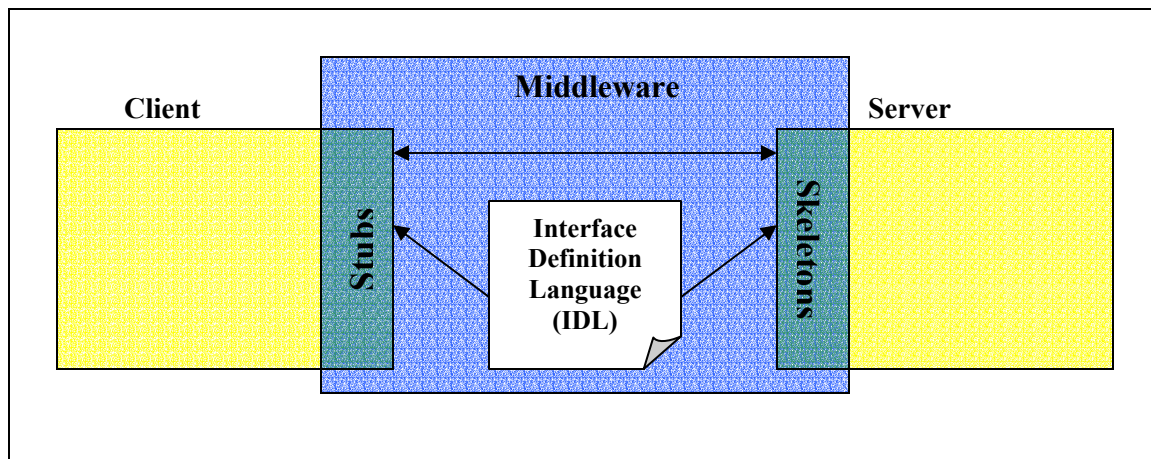 Middleware
Client
Server
Stubs
Skeletons
Interface
Definition
Language
(IDL)